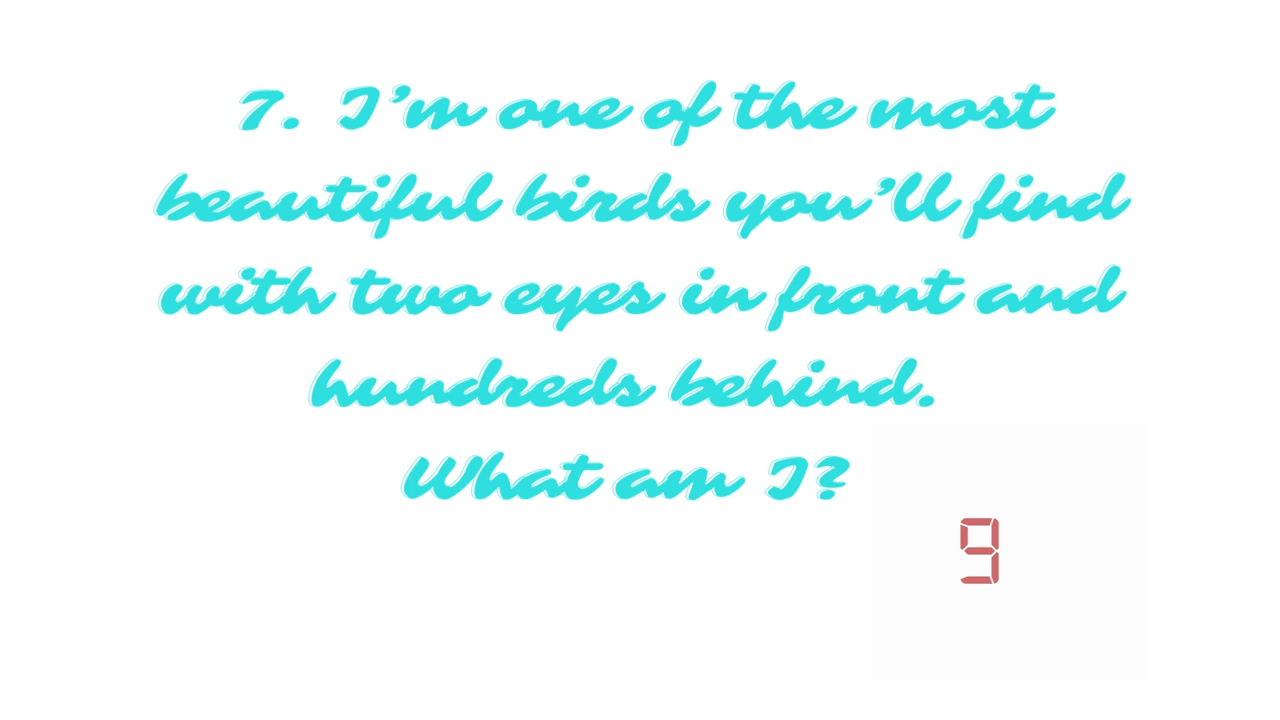 7. I’m one of the most
beautiful birds you’ll find
with two eyes in front and
hundreds behind.
What am I?
9